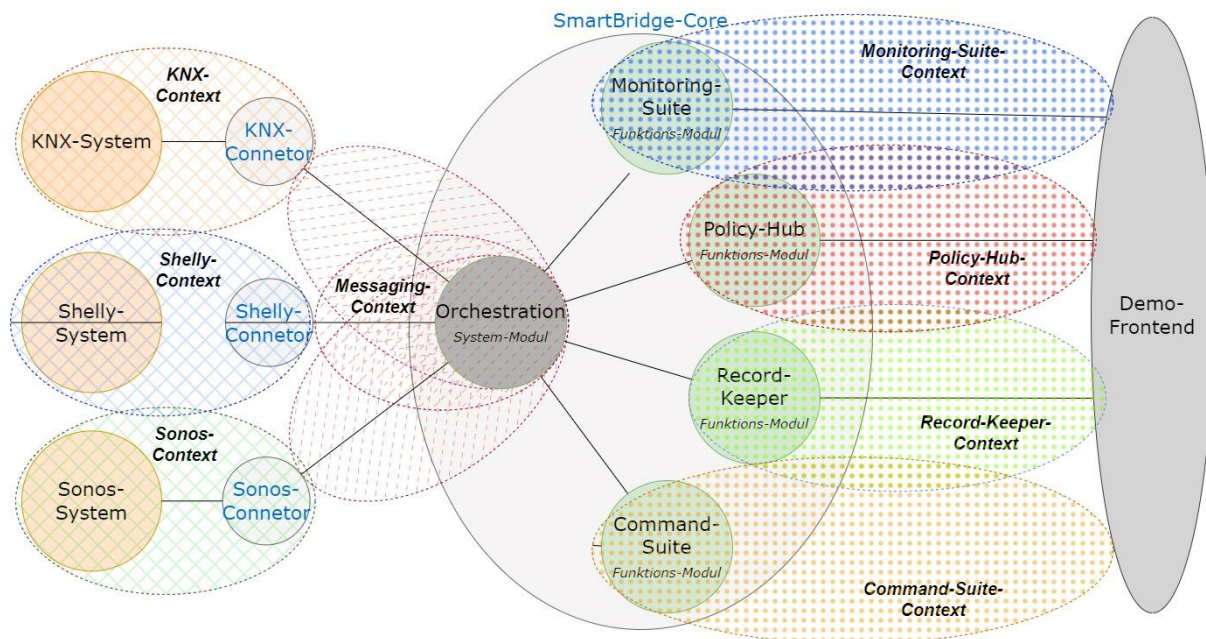 SmartBridge-Core
Monitoring-Suite-
Context
KNX-
Context
KNX-System
KNX-
Connetor
Monitoring-
Suite
Funktions-Modul
Policy-Hub
Funktions-Modul
Policy-Hub-
Context
Shelly-
Context
Shelly-
System
Shelly-
Connetor
Messaging-
Context
Orchestration
System-Modul
Demo-
Frontend
Record-
Keeper
Funktions-Modul
Record-Keeper-
Context
Sonos-
Context
Sonos-
System
Sonos-
Connetor
Command-
Suite
Funktions-Modul
Command-Suite-
Context